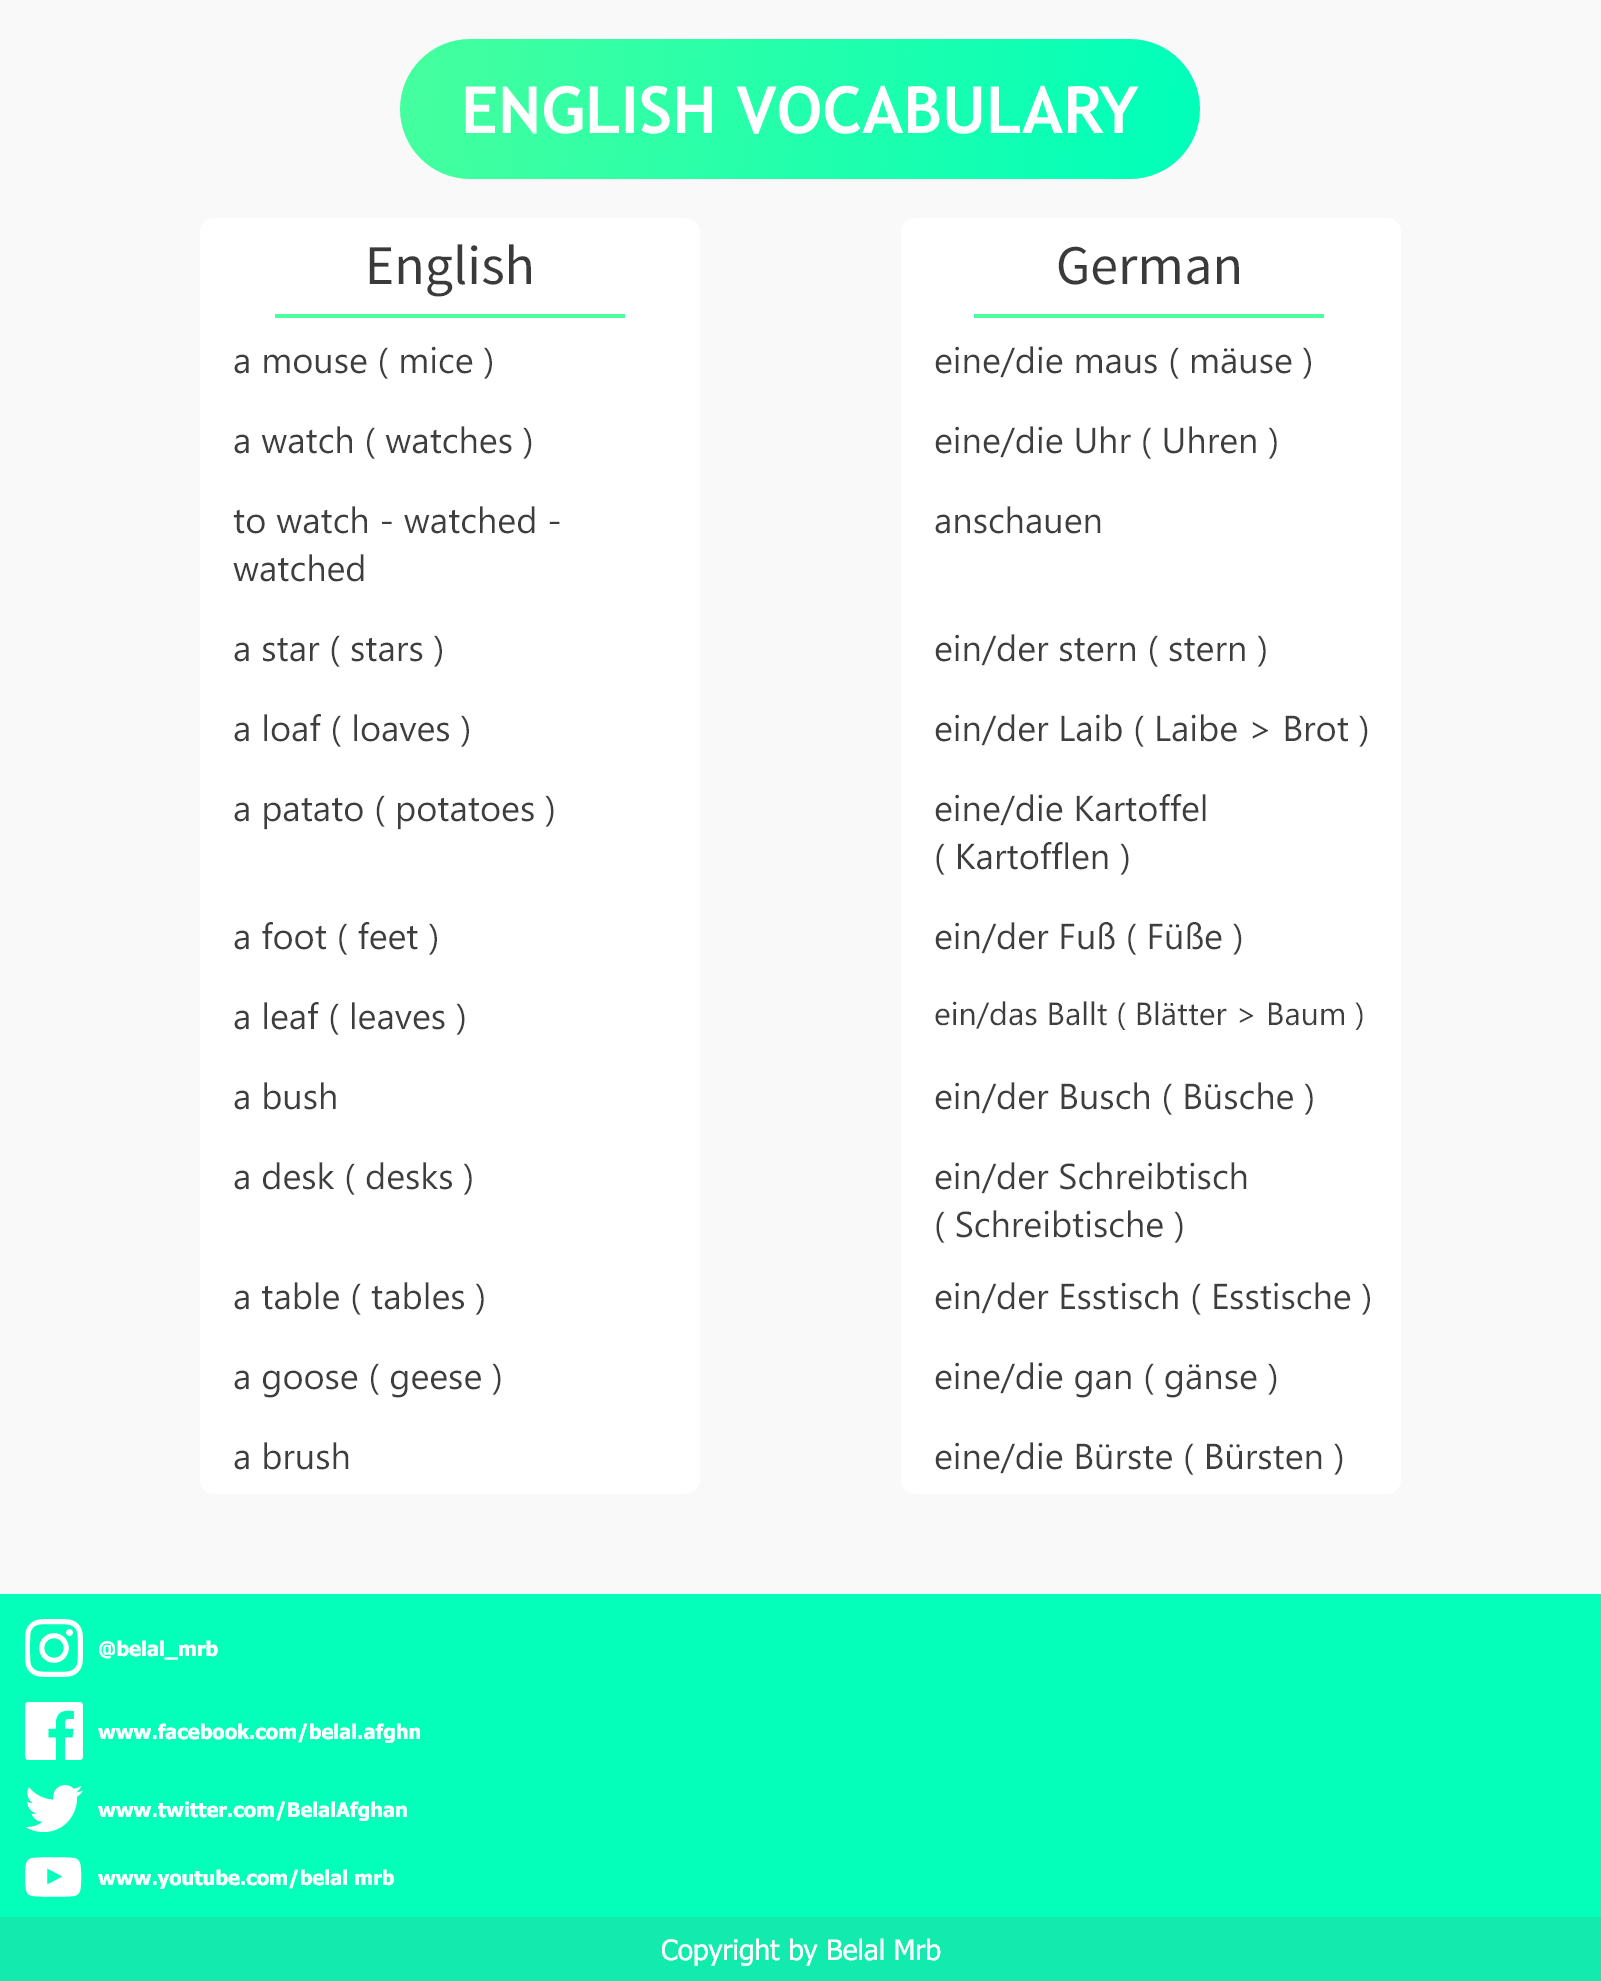 ENGLISH VOCABULARY
English
a mouse ( mice )
a watch ( watches )
to watch - watched -
watched
a star ( stars )
a loaf ( loaves )
a patato ( potatoes )
a foot ( feet )
a leaf ( leaves )
a bush
a desk ( desks )
a table ( tables )
a goose ( geese )
a brush
German
eine/die maus ( mäuse )
eine/die Uhr ( Uhren )
anschauen
ein/der stern ( stern )
ein/der Laib ( Laibe > Brot )
eine/die Kartoffel
( Kartofflen )
ein/der Fuß ( Füße )
ein/das Ballt ( Blätter > Baum )
ein/der Busch ( Büsche )
ein/der Schreibtisch
( Schreibtische )
ein/der Esstisch ( Esstische )
eine/die gan ( gänse )
eine/die Bürste ( Bürsten )
@belal_mrb
www.facebook.com/belal.afghn
www.twitter.com/BelalAfghan
www.youtube.com/belal mrb
Copyright by Belal Mrb